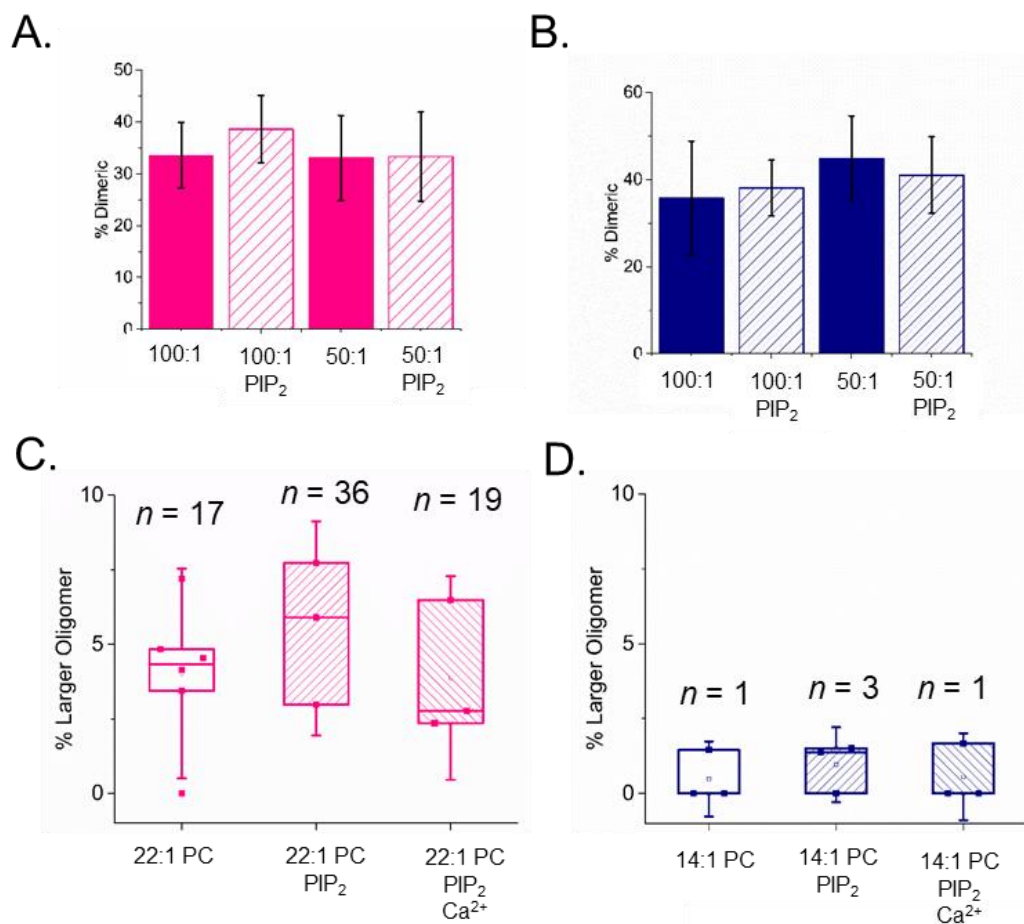 A.
50
40
30
20
10
0
% Dimeric
100:1
100:1
PIP₂
50:1
50:1
PIP₂
B.
60
40
20
0
% Dimeric
100:1
100:1
PIP₂
50:1
50:1
PIP₂
C.
10
5
0
% Larger Oligomer
n = 17
n = 36
n = 19
22:1 PC
22:1 PC
PIP₂
22:1 PC
PIP₂
Ca²⁺
D.
10
5
0
% Larger Oligomer
n = 1
n = 3
n = 1
14:1 PC
14:1 PC
PIP₂
14:1 PC
PIP₂
Ca²⁺